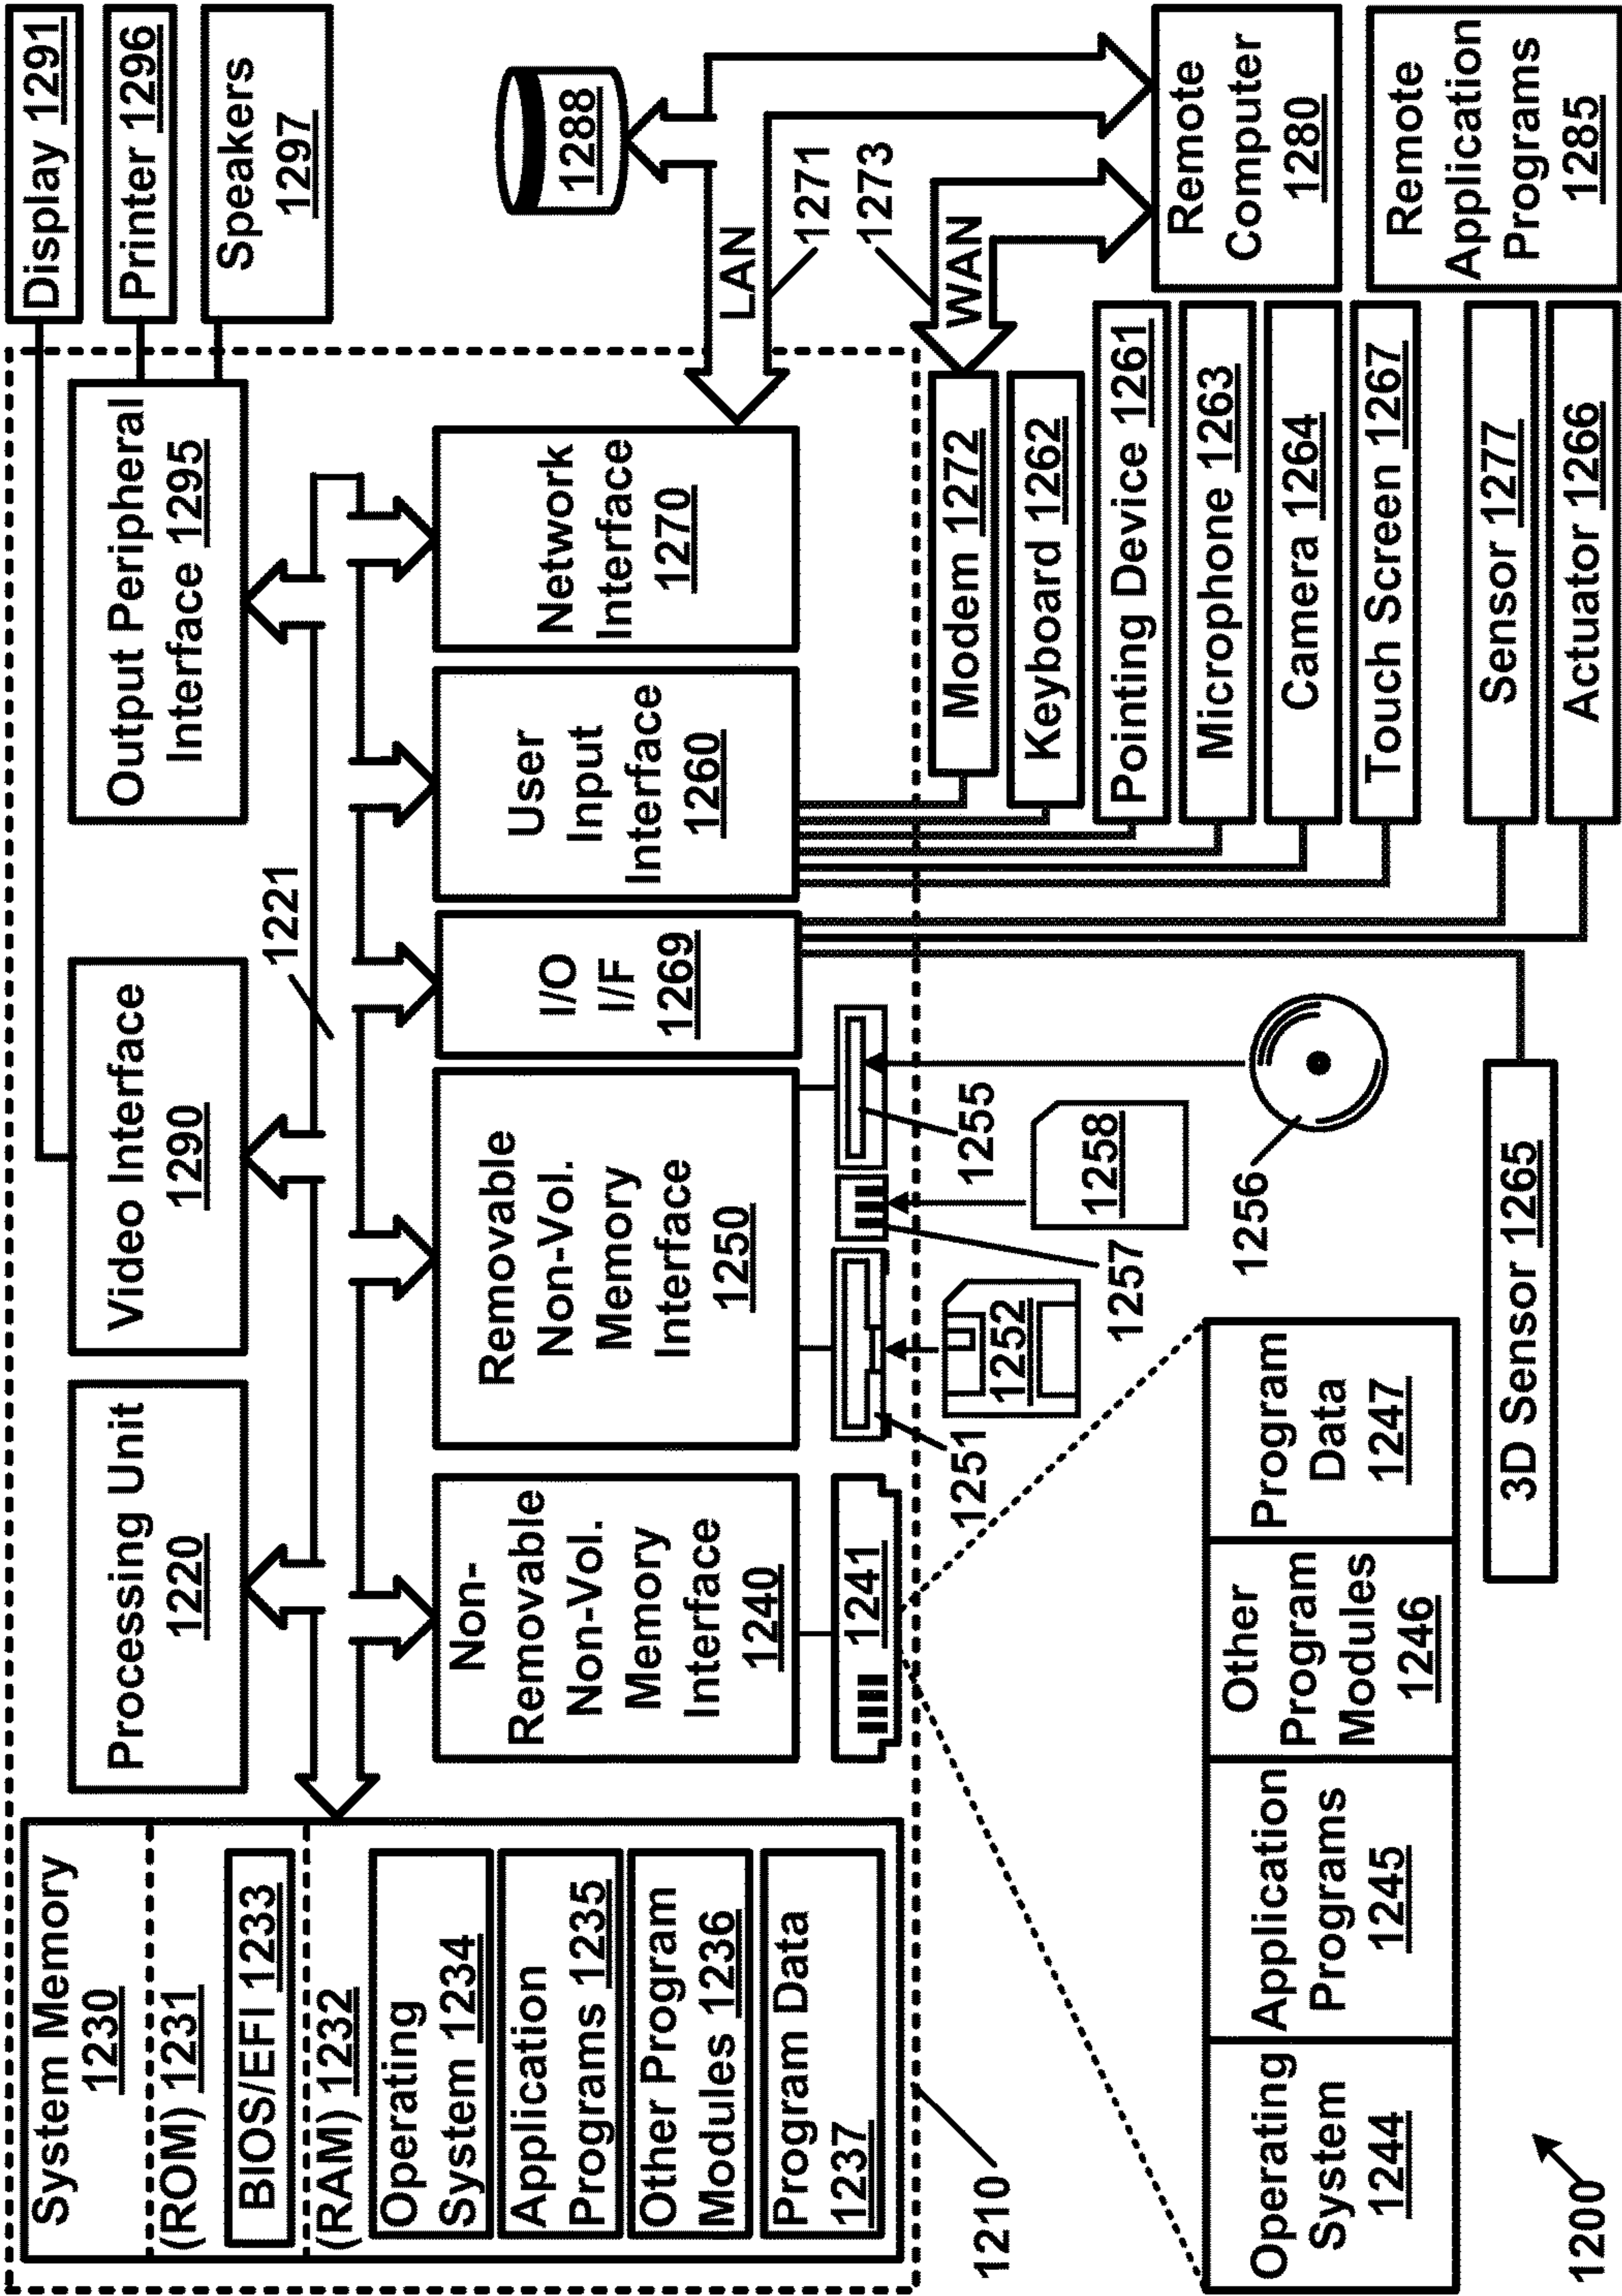 System Memory
1230
(ROM) 1231
BIOS/EFI 1233
(RAM) 1232
Operating
System 1234
Application
Programs 1235
Other Program
Modules 1236
Program Data
1237
Processing Unit
1220
Video Interface
1290
Output Peripheral
Interface 1295
Display 1291
Printer 1296
Speakers
1297
1221
Non-
Removable
Non-Vol.
Memory
Interface
1240
Removable
Non-Vol.
Memory
Interface
1250
I/O
I/F
1269
User
Input
Interface
1260
Network
Interface
1270
LAN
1288
1271
1273
WAN
1241
1251
1252
1257
1258
1255
1256
Modem 1272
Keyboard 1262
Pointing Device 1261
Microphone 1263
Camera 1264
Touch Screen 1267
Sensor 1277
Actuator 1266
Remote
Computer
1280
Remote
Application
Programs
1285
1210
Operating
System
1244
Application
Programs
1245
Other
Program
Modules
1246
Program
Data
1247
3D Sensor 1265
1200